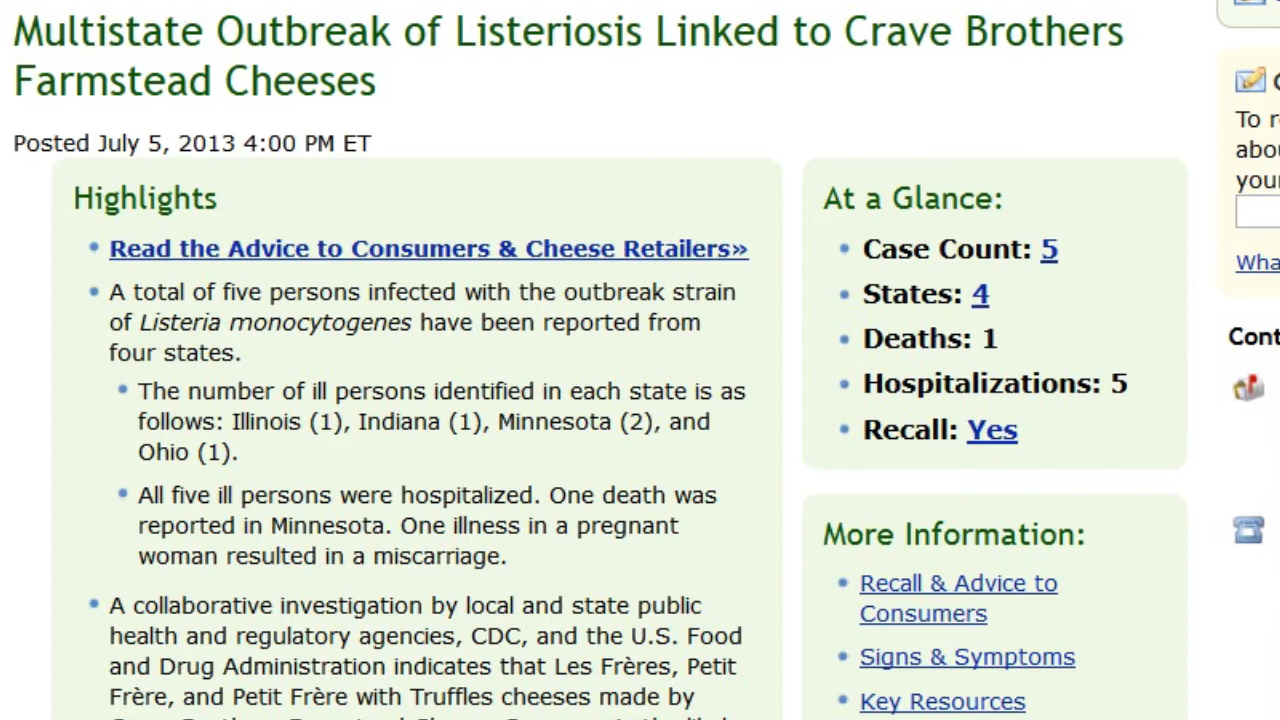 Multistate Outbreak of Listeriosis Linked to Crave Brothers
Farmstead Cheeses
Posted July 5, 2013 4:00 PM ET
Highlights
Read the Advice to Consumers & Cheese Retailers»
A total of five persons infected with the outbreak strain
of Listeria monocytogenes have been reported from
four states.
The number of ill persons identified in each state is as
follows: Illinois (1), Indiana (1), Minnesota (2), and
Ohio (1).
All five ill persons were hospitalized. One death was
reported in Minnesota. One illness in a pregnant
woman resulted in a miscarriage.
A collaborative investigation by local and state public
health and regulatory agencies, CDC, and the U.S. Food
and Drug Administration indicates that Les Frères, Petit
Frère, and Petit Frère with Truffles cheeses made by
At a Glance:
Case Count: 5
States: 4
Deaths: 1
Hospitalizations: 5
Recall: Yes
More Information:
Recall & Advice to
Consumers
Signs & Symptoms
Key Resources
To r
abou
your
Wha
Cont